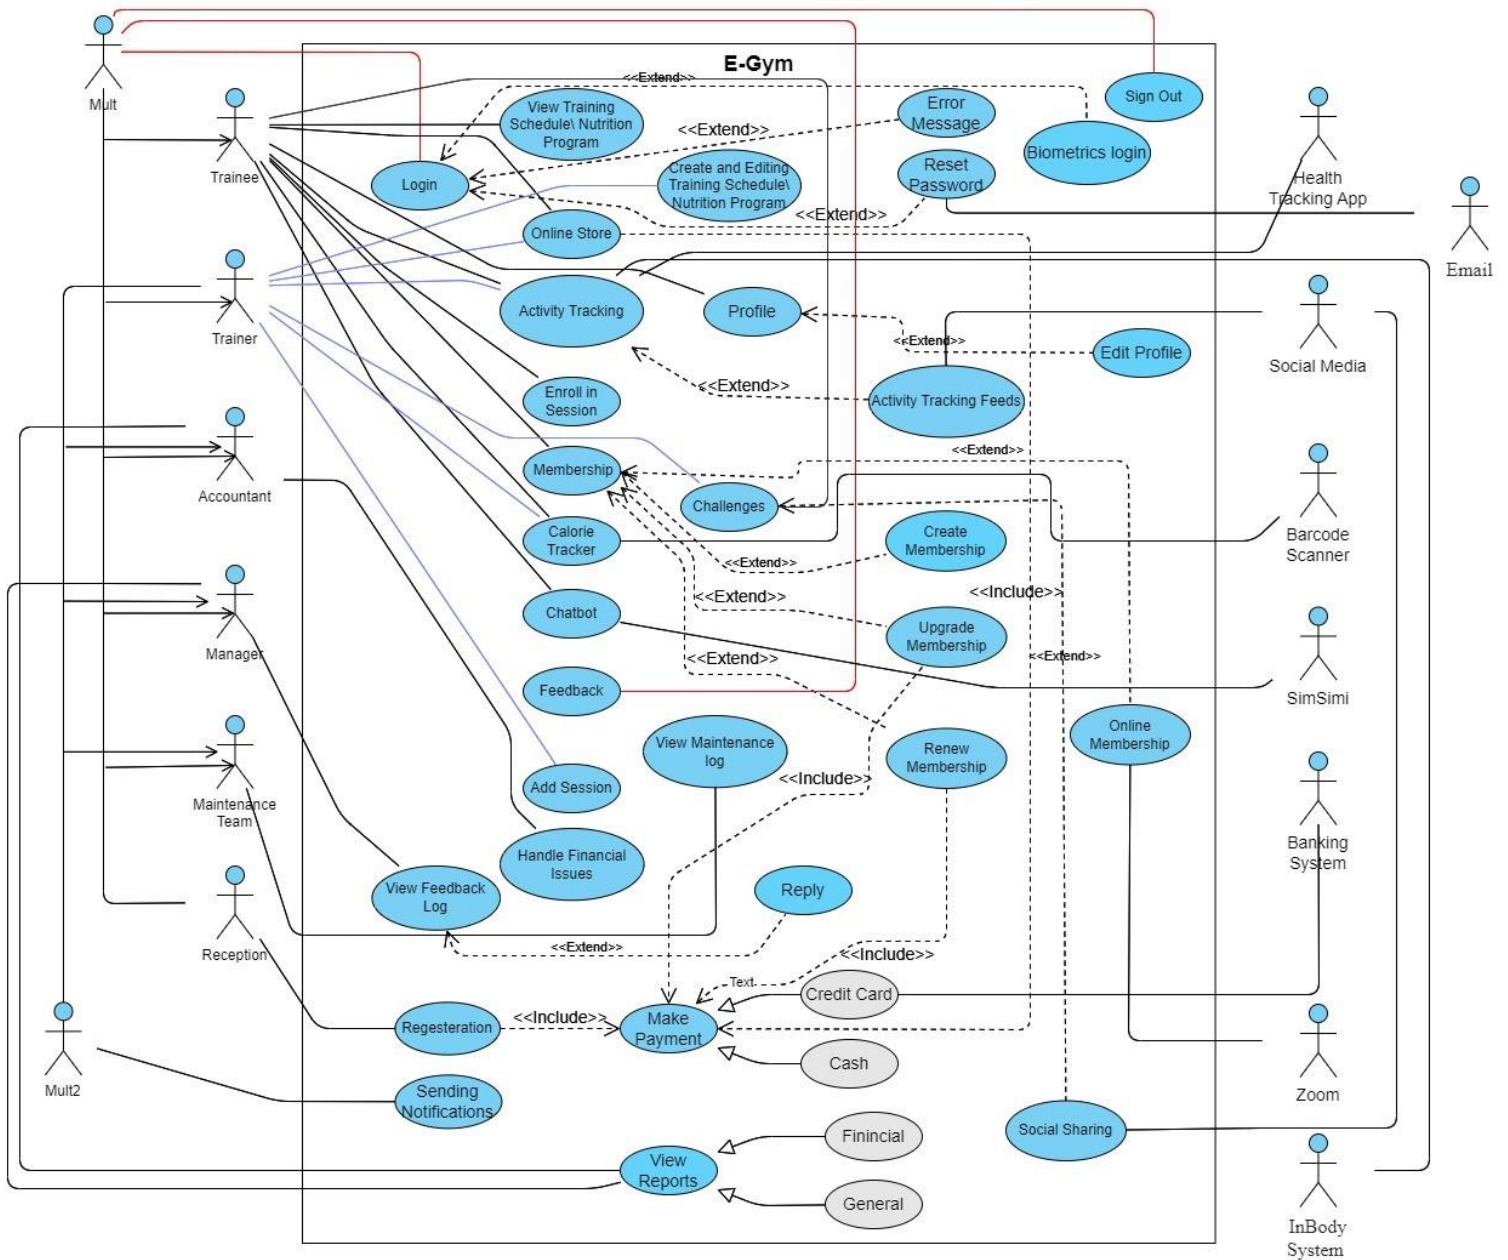 E-Gym
<<Extend>>
Mult
View Training
Schedule\ Nutrition
Program
Error
Message
Sign Out
<<Extend>>
Biometrics login
Trainee
Login
Create and Editing
Training Schedule\
Nutrition Program
Reset
Password
Health
Tracking App
<<Extend>>
Online Store
Email
Activity Tracking
Profile
Trainer
<<Extend>>
Edit Profile
Social Media
<<Extend>>
Enroll in
Session
Activity Tracking Feeds
<<Extend>>
Membership
Accountant
Challenges
Calorie
Tracker
Create
Membership
Barcode
Scanner
<<Extend>>
<<Include>>
<<Extend>>
Chatbot
Upgrade
Membership
Manager
<<Extend>>
<<Extend>>
Feedback
SimSimi
View Maintenance
log
Renew
Membership
Online
Membership
<<Include>>
Add Session
Maintenance
Team
Banking
System
Handle Financial
Issues
View Feedback
Log
Reply
<<Extend>>
Reception
<<Include>>
Text
Credit Card
Regesteration
<<Include>>
Make
Payment
Cash
Mult2
Sending
Notifications
Zoom
Social Sharing
Finincial
View
Reports
General
InBody
System